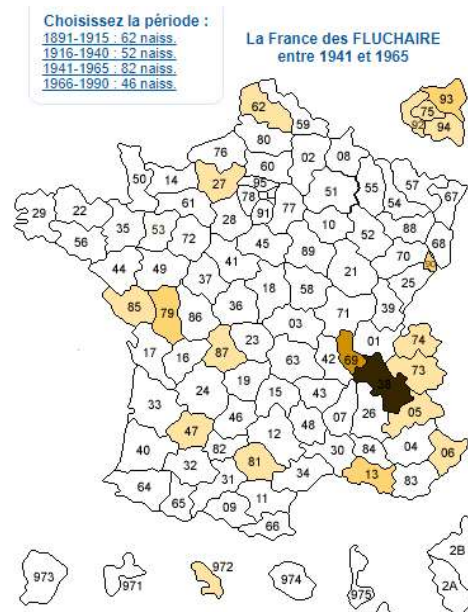 Choisissez la période :
1891-1915 : 62 naiss.
1916-1940 : 52 naiss.
1941-1965 : 82 naiss.
1966-1990 : 46 naiss.
La France des FLUCHAIRE
entre 1941 et 1965
93
75
92 94
62
59
80
76 02 08
60
27 95
50 14 78 51 55 57
54 67
61 91 77
29 22 35 53 28 10 88
52 68
56 72 45 89 70 90
44 49 41 25
37 21
18 58 39
85 79 86 36
71
03 01 74
17 16 87 23 42 69
63 73
38
24 19 15 43
33 07 26 05
46 48
47 12 04 06
40 82 30 84
32 81 13
31 34 83
64 65 09 11
66
2B
973 971 972 974 975 2A